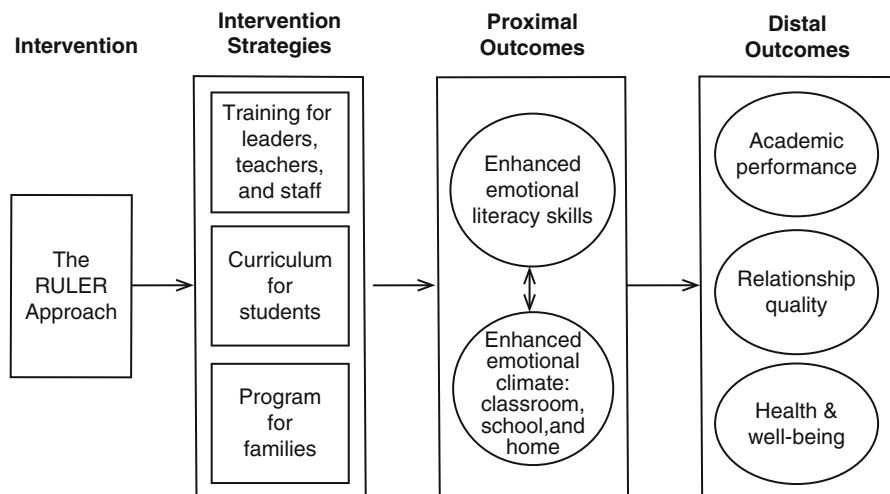 Intervention
Intervention
Strategies
Proximal
Outcomes
Distal
Outcomes
The
RULER
Approach
Training for
leaders,
teachers,
and staff
Curriculum
for
students
Program
for
families
Enhanced
emotional
literacy skills
Enhanced
emotional
climate:
classroom,
school,and
home
Academic
performance
Relationship
quality
Health &
well-being